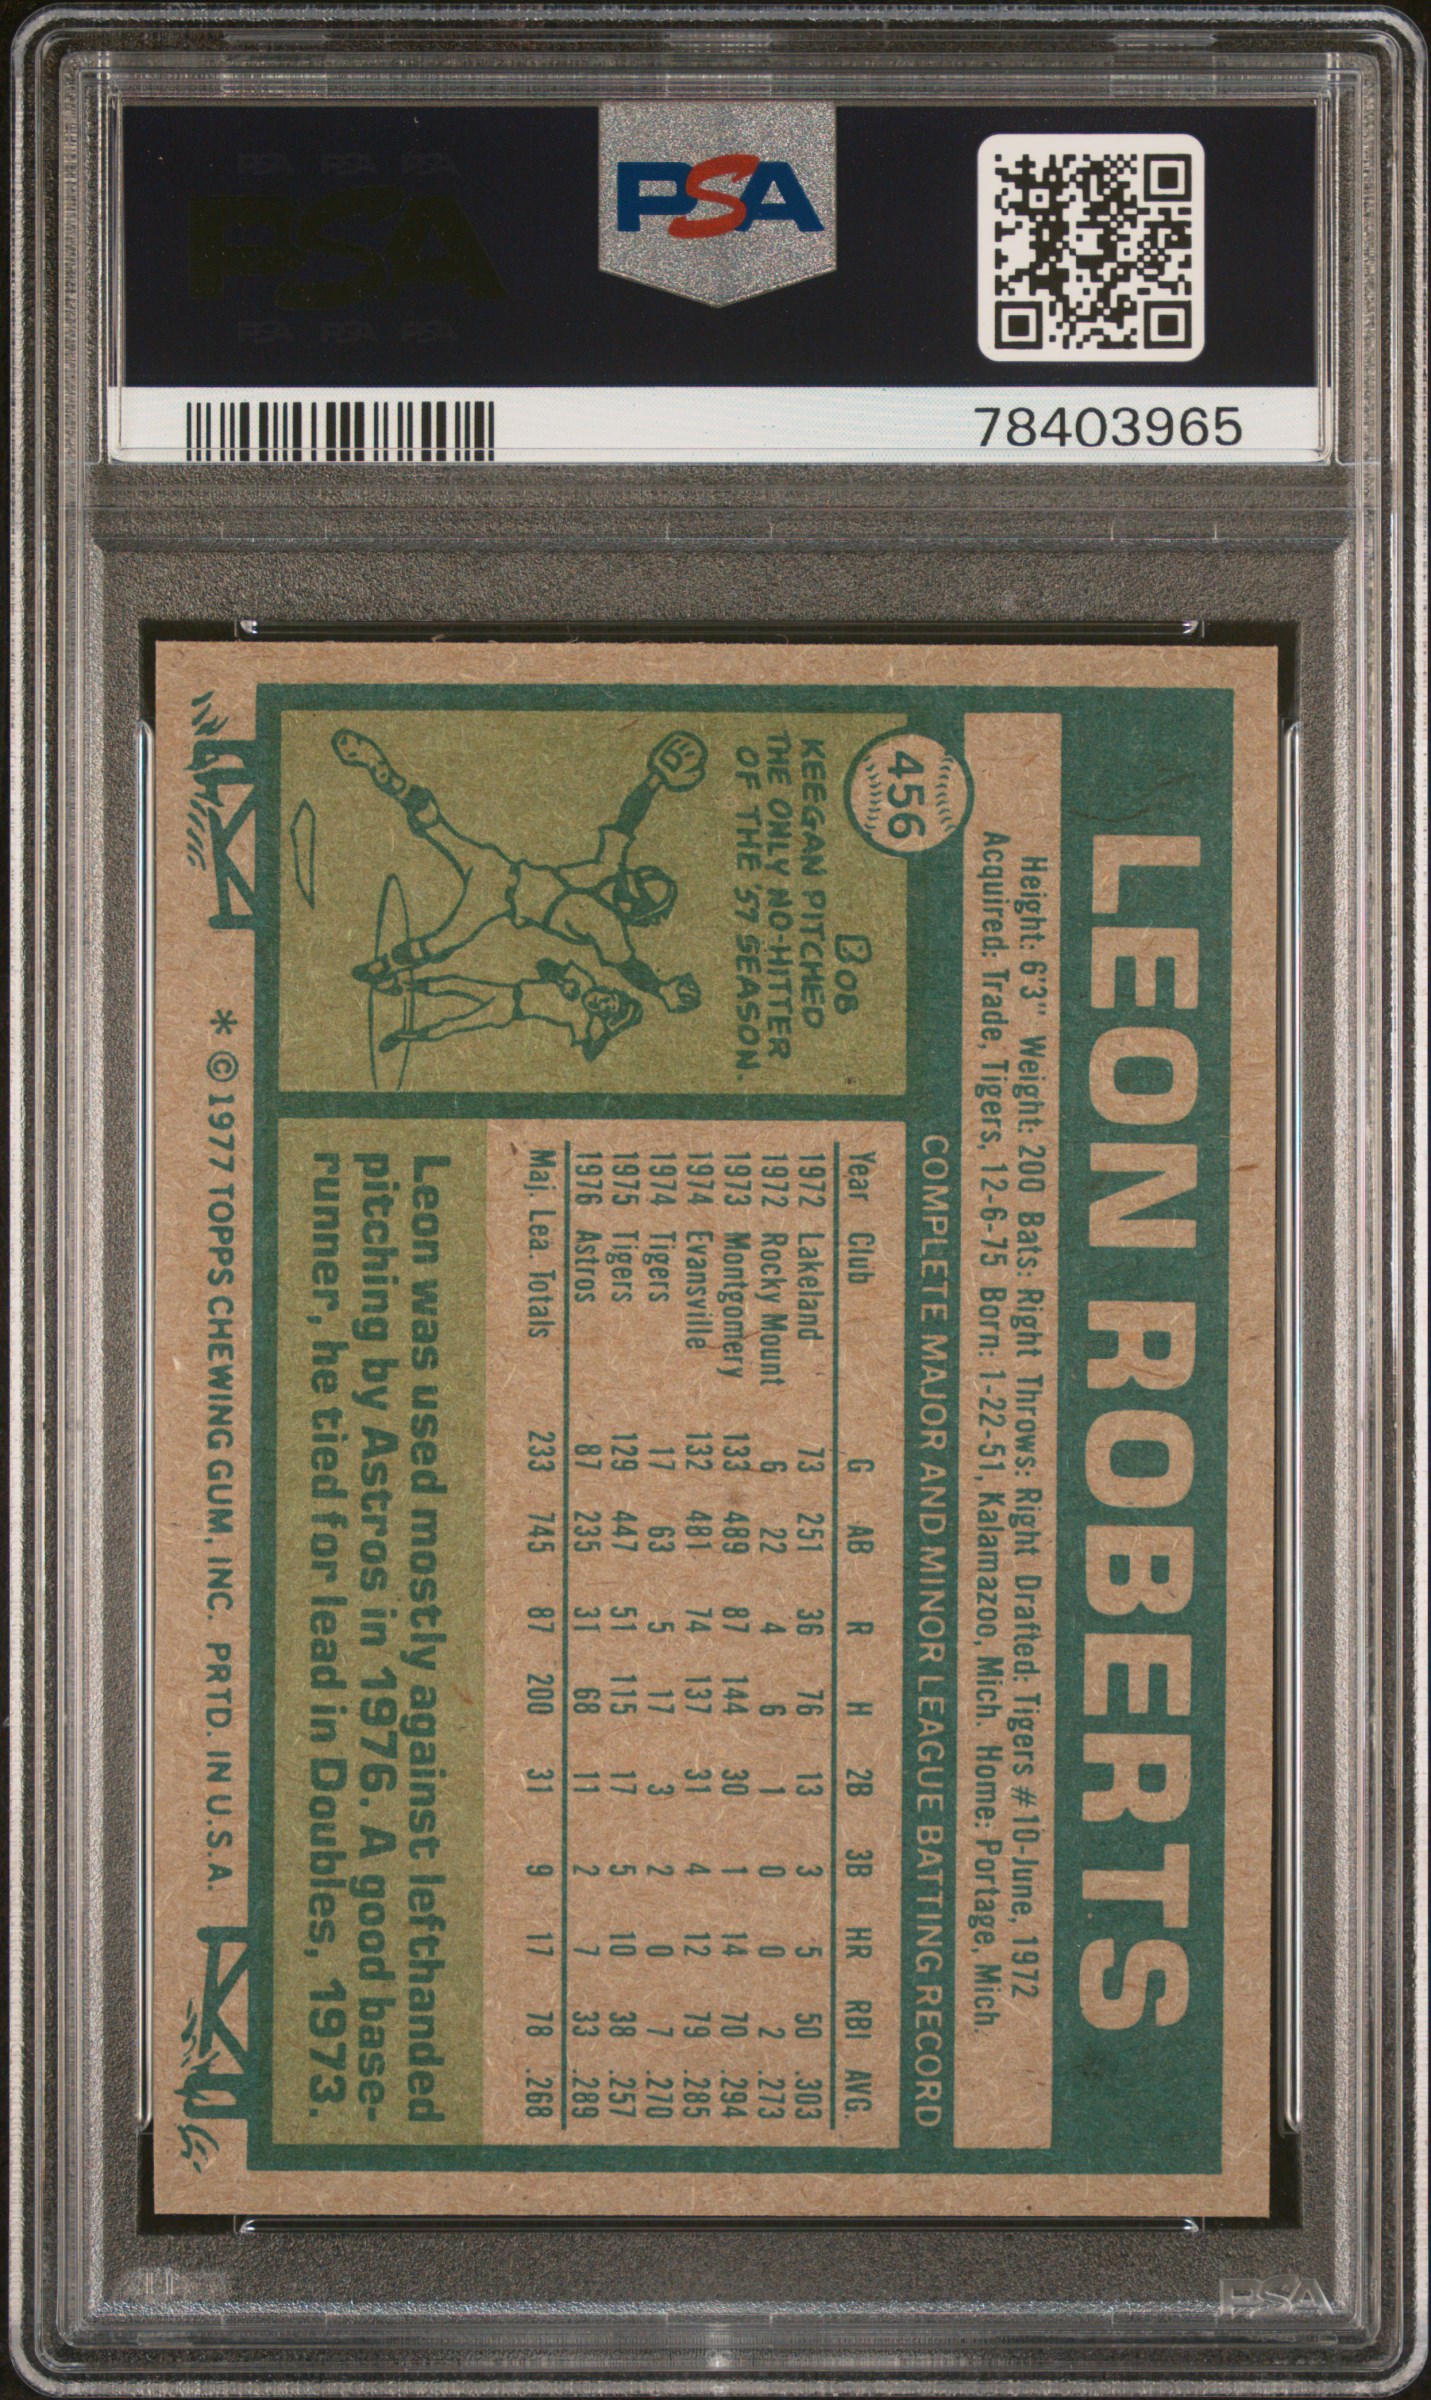 PSA
78403965
LEON ROBERTS
Height: 6'3" Weight: 200 Bats: Right Throws: Right Drafted: Tigers #10-June, 1972
Acquired: Trade, Tigers, 12-6-75 Born: 1-22-51, Kalamazoo, Mich. Home: Portage, Mich.
456
COMPLETE MAJOR AND MINOR LEAGUE BATTING RECORD
BOB
KEEGAN PITCHED
THE ONLY NO-HITTER
OF THE '57 SEASON.
Year Club G AB R H 2B 3B HR RBI AVG.
1972 Lakeland 73 251 36 76 13 3 5 50 .303
1972 Rocky Mount 6 22 4 6 1 0 0 2 .273
1973 Montgomery 133 489 87 144 30 1 14 70 .294
1974 Evansville 132 481 74 137 31 4 12 79 .285
1974 Tigers 17 63 5 17 3 2 0 7 .270
1975 Tigers 129 447 51 115 17 5 10 38 .257
1976 Astros 87 235 31 68 11 2 7 33 .289
Maj. Lea. Totals 233 745 87 200 31 9 17 78 .268
Leon was used mostly against lefthanded
pitching by Astros in 1976. A good base-
runner, he tied for lead in Doubles, 1973.
* © 1977 TOPPS CHEWING GUM, INC. PRTD. IN U.S.A.
PSA
PSA PSA PSA
PSA
PSA PSA PSA